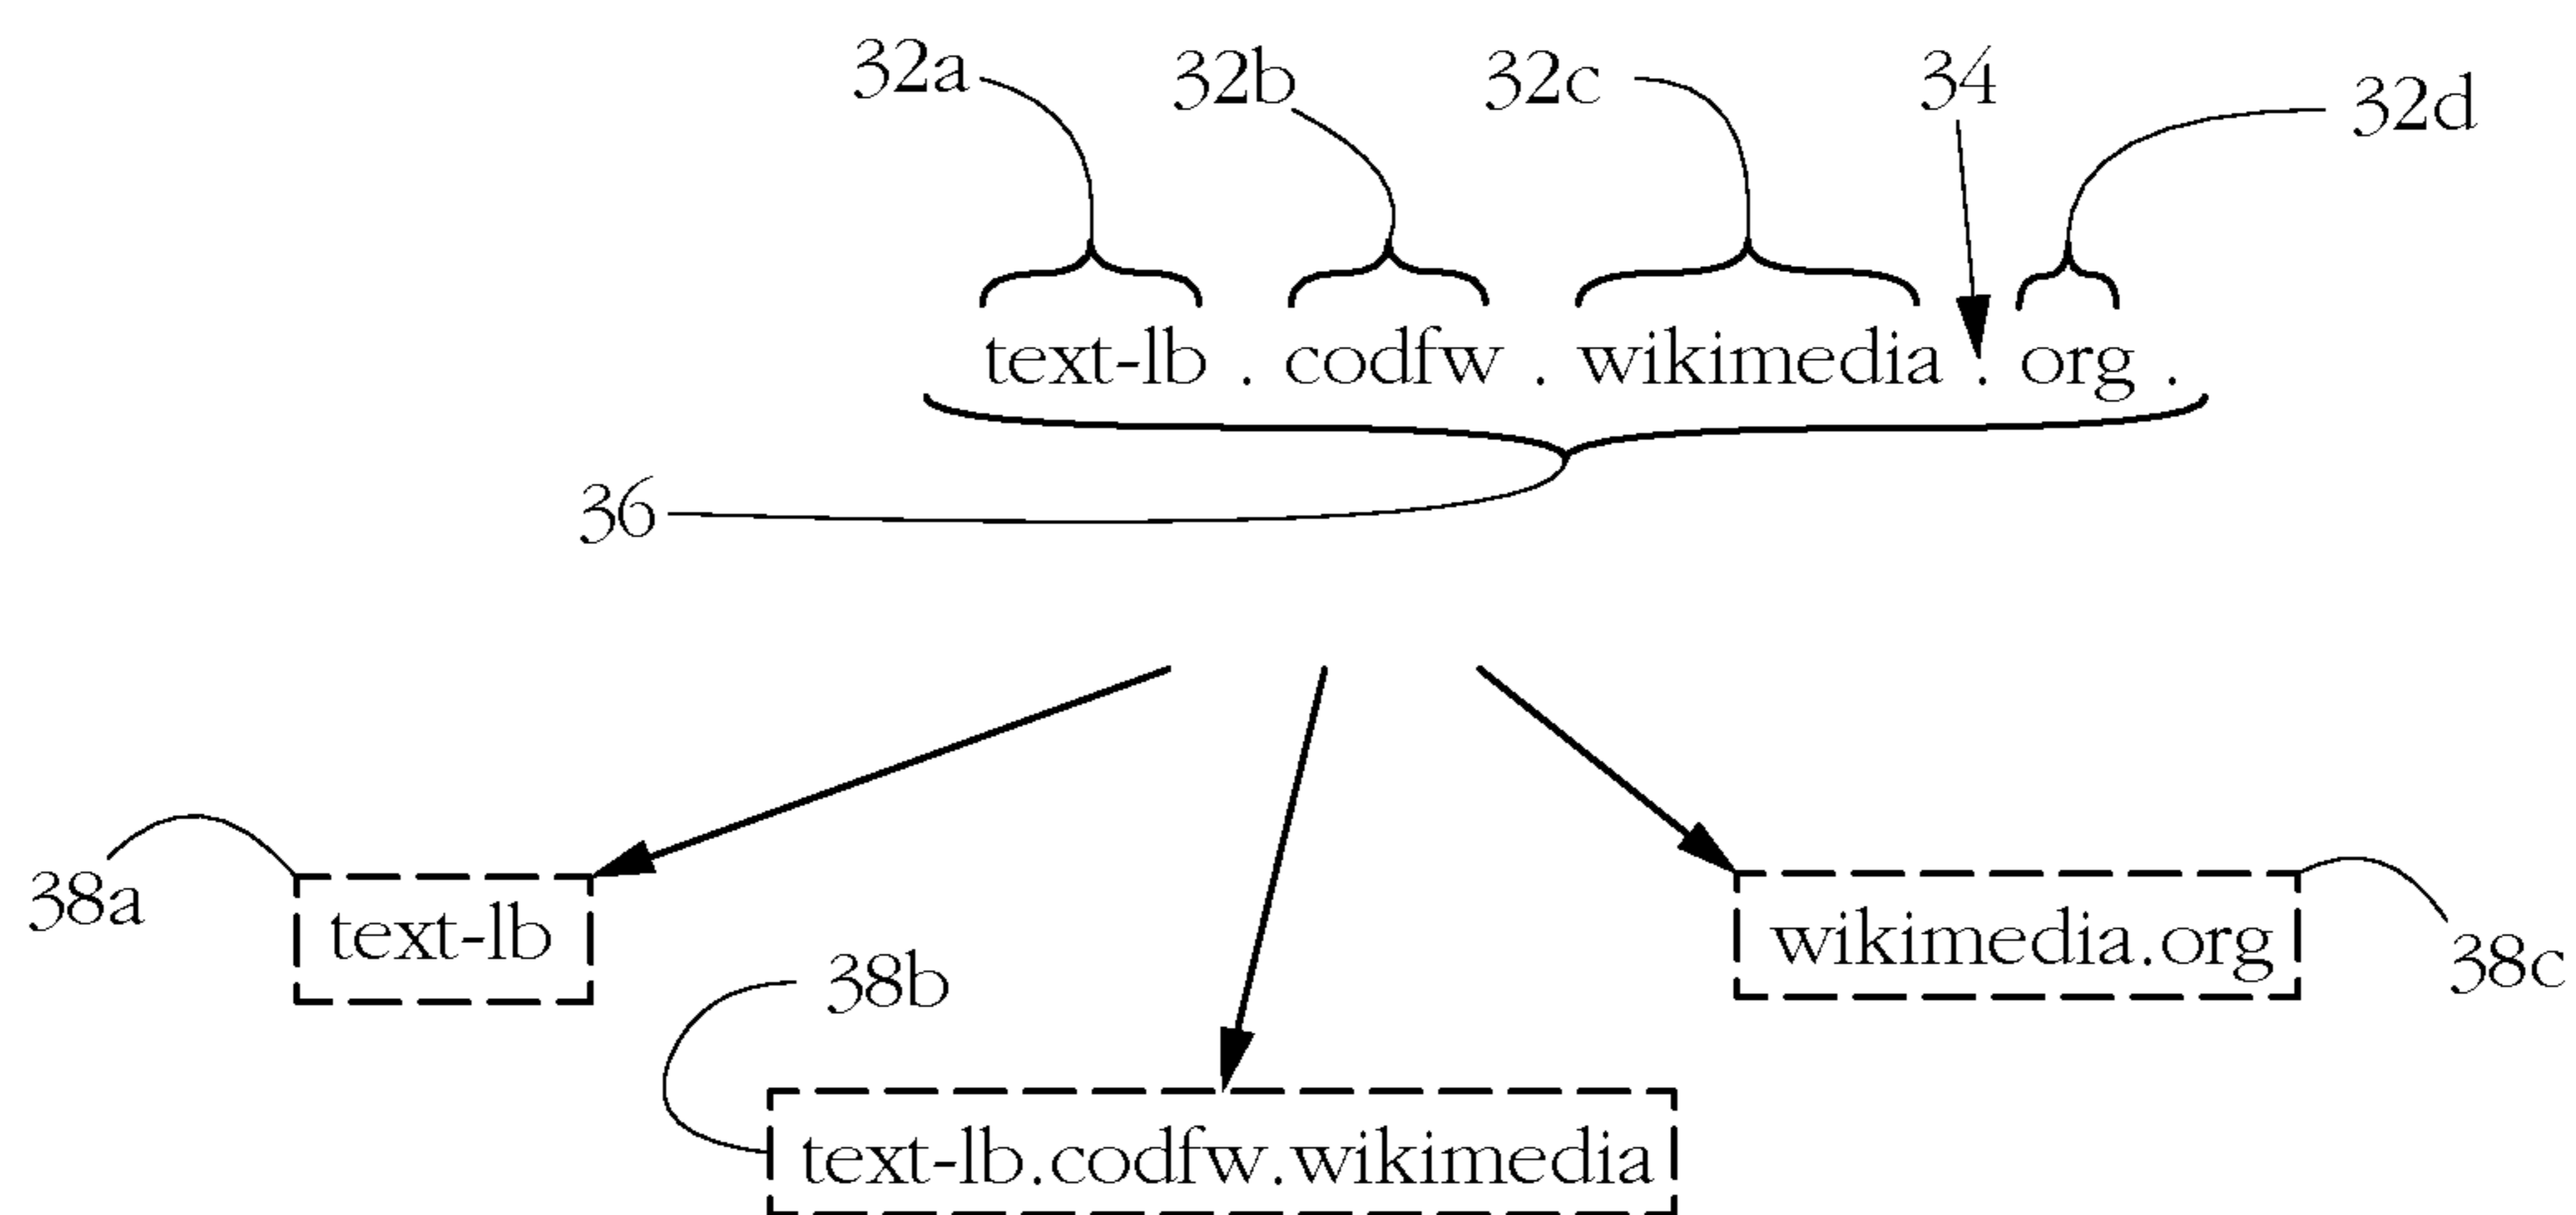 32a 32b 32c 34 32d
text-lb . codfw . wikimedia . org .
36
38a text-lb wikimedia.org 38c
38b
text-lb.codfw.wikimedia